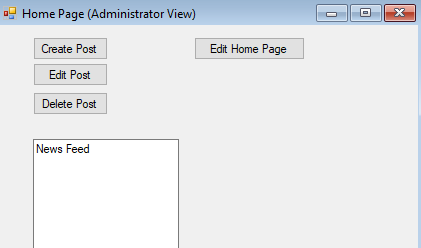 Home Page (Administrator View)
Create Post
Edit Home Page
Edit Post
Delete Post
News Feed